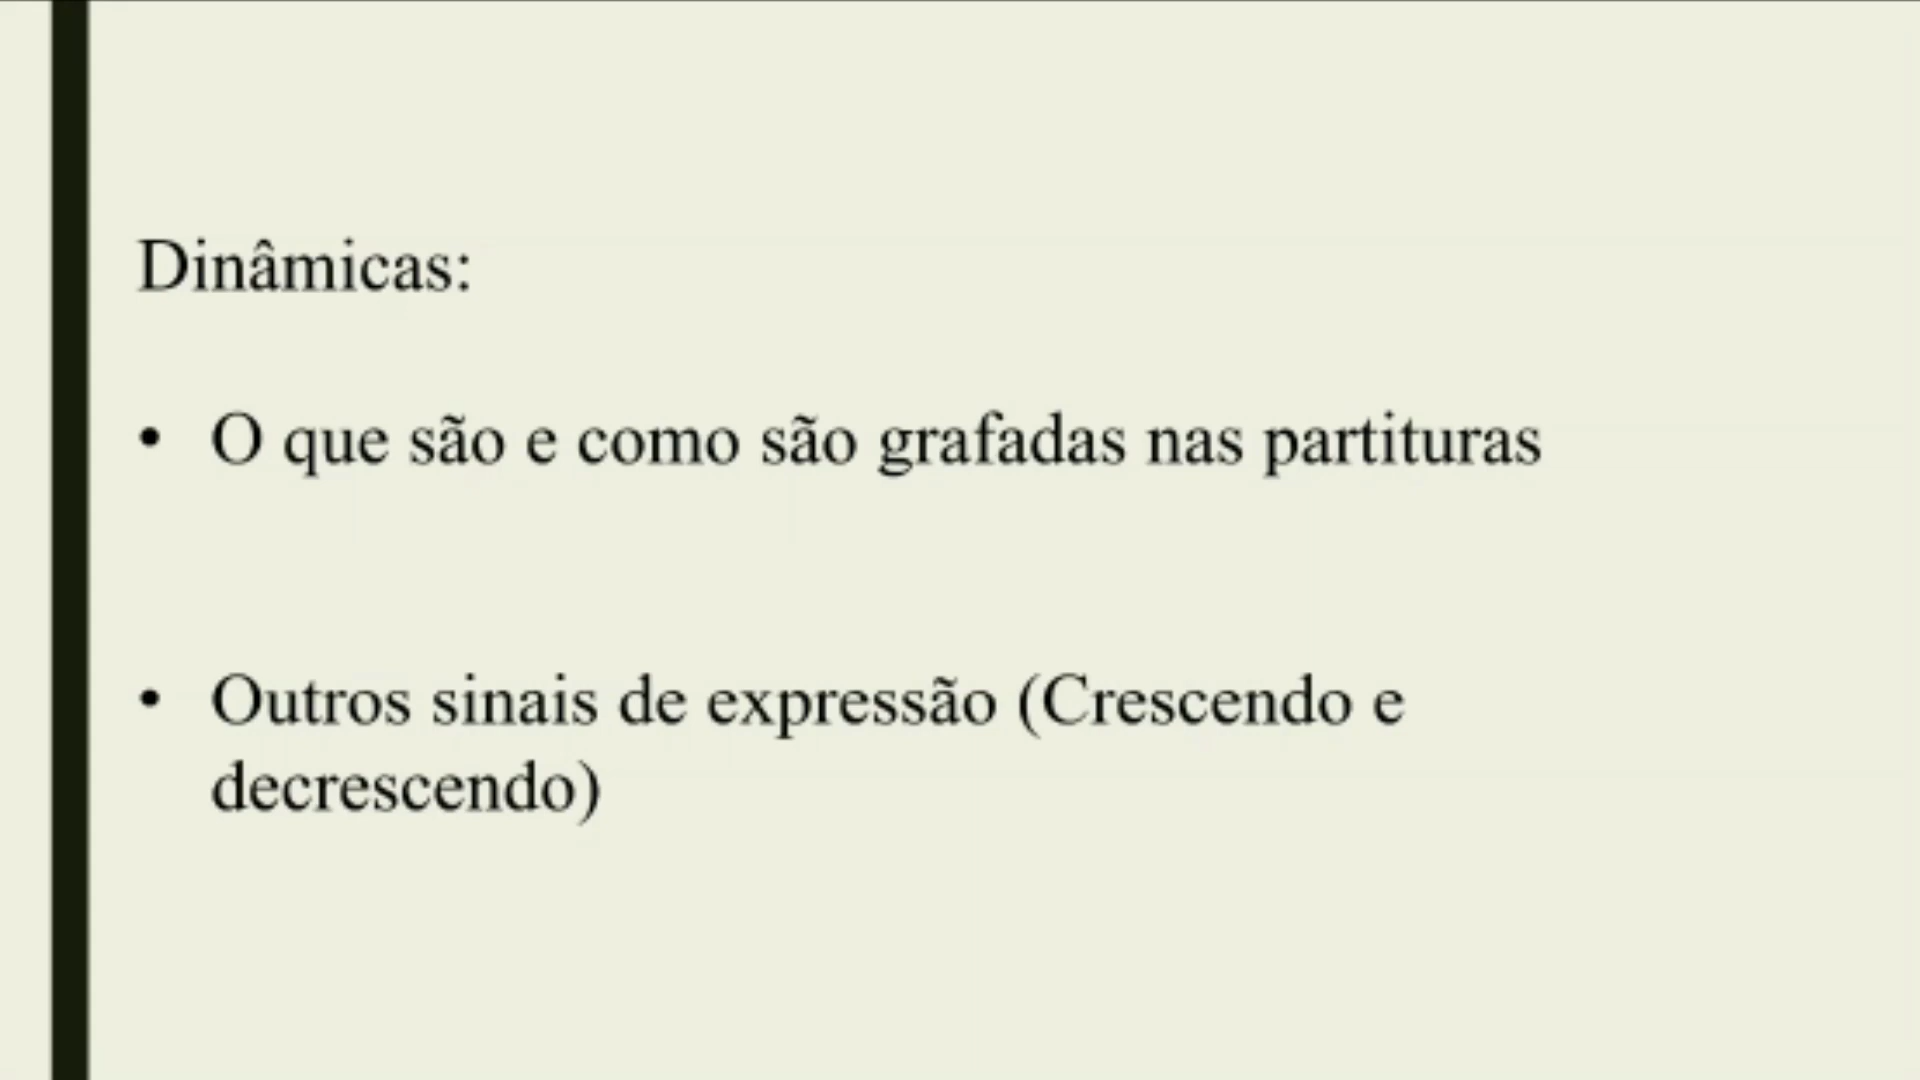 Dinâmicas:
• O que são e como são grafadas nas partituras
• Outros sinais de expressão (Crescendo e
decrescendo)